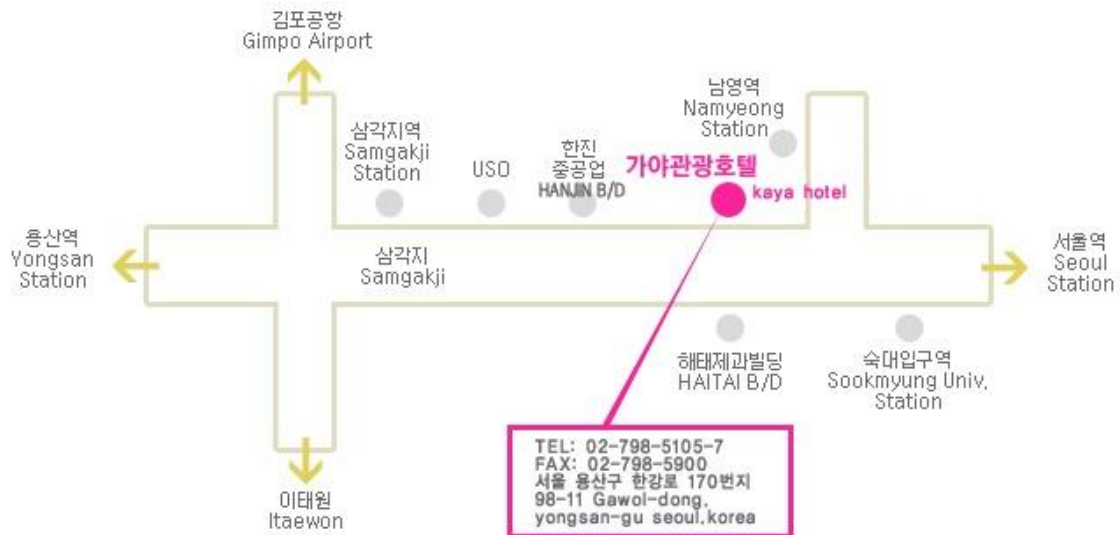 김포공항
Gimpo Airport
남영역
Namyeong
Station
삼각지역
Samgakji
Station
USO
한진
중공업
HANJIN B/D
가야관광호텔
kaya hotel
용산역
Yongsan
Station
삼각지
Samgakji
서울역
Seoul
Station
해태제과빌딩
HAITAI B/D
숙대입구역
Sookmyung Univ.
Station
TEL: 02-798-5105-7
FAX: 02-798-5900
서울 용산구 한강로 170번지
98-11 Gawol-dong,
yongsan-gu seoul,korea
이태원
Itaewon